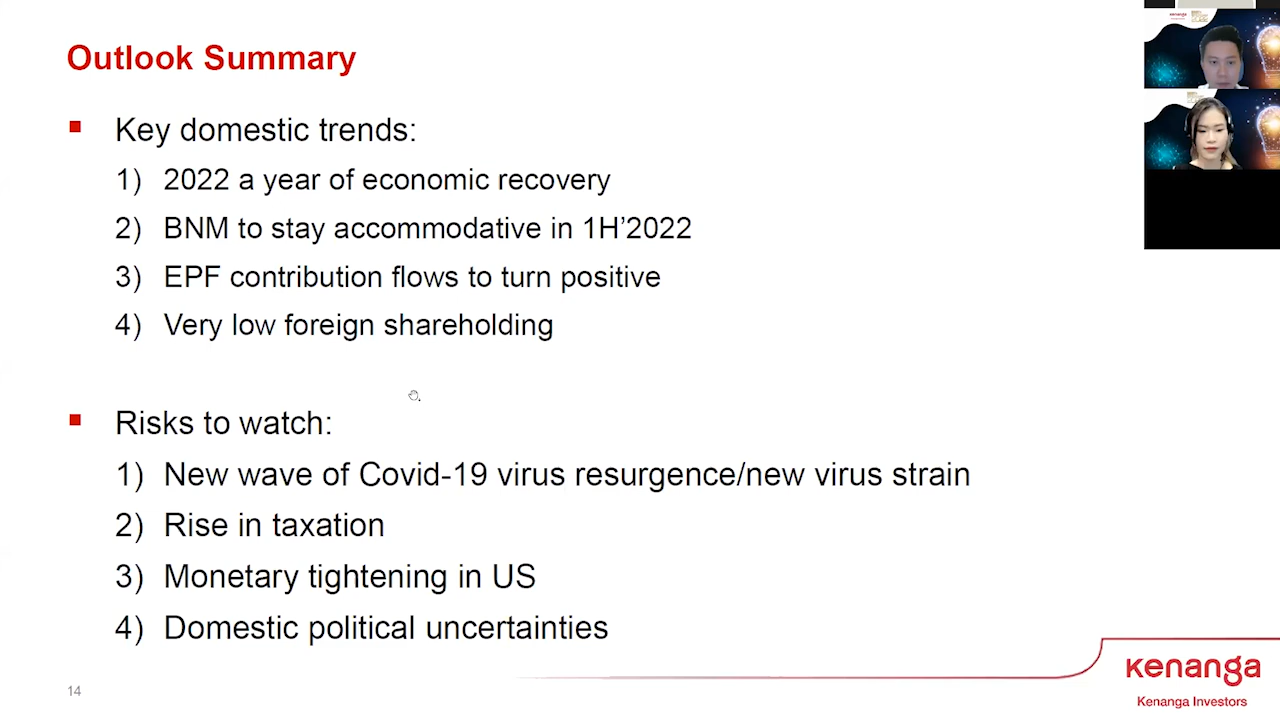 Outlook Summary
Key domestic trends:
1) 2022 a year of economic recovery
2) BNM to stay accommodative in 1H’2022
3) EPF contribution flows to turn positive
4) Very low foreign shareholding
Risks to watch:
1) New wave of Covid-19 virus resurgence/new virus strain
2) Rise in taxation
3) Monetary tightening in US
4) Domestic political uncertainties
14
kenanga
Kenanga Investors
kenanga